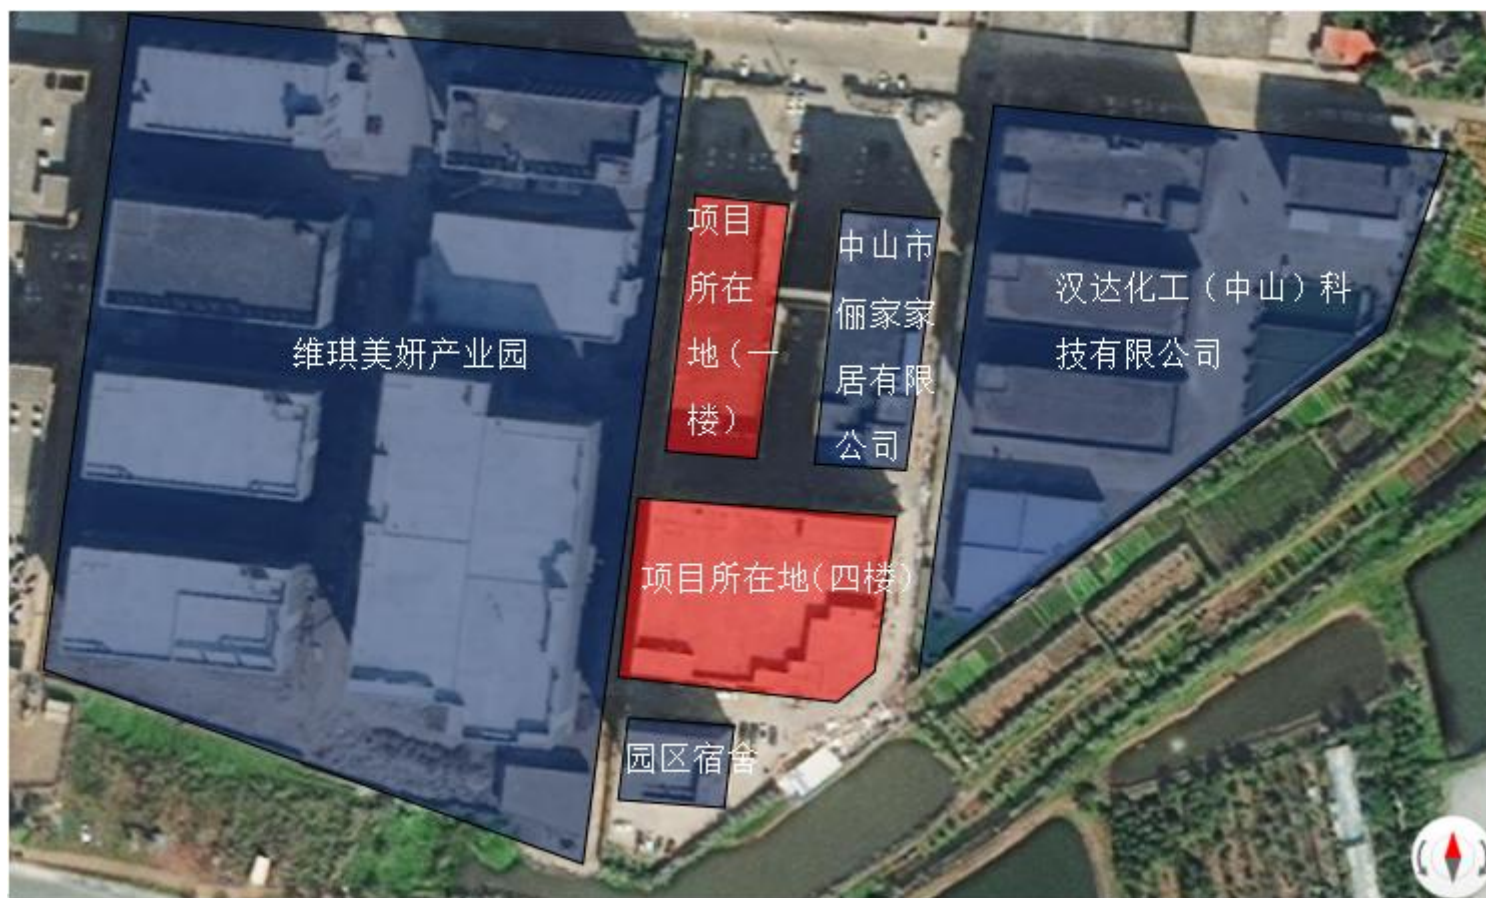 维琪美妍产业园
项目
所在
地（一
楼）
中山市
俪家家
居有限
公司
汉达化工（中山）科
技有限公司
项目所在地(四楼)
园区宿舍